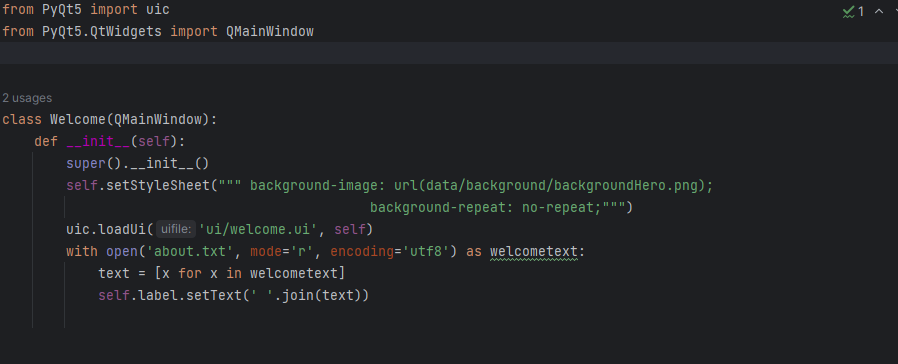 from PyQt5 import uic
1
from PyQt5.QtWidgets import QMainWindow
2 usages
class Welcome(QMainWindow):
def __init__(self):
super().__init__()
self.setStyleSheet(""" background-image: url(data/background/backgroundHero.png);
background-repeat: no-repeat;""")
uic.loadUi( uifile: 'ui/welcome.ui', self)
with open('about.txt', mode='r', encoding='utf8') as welcometext:
text = [x for x in welcometext]
self.label.setText(' '.join(text))